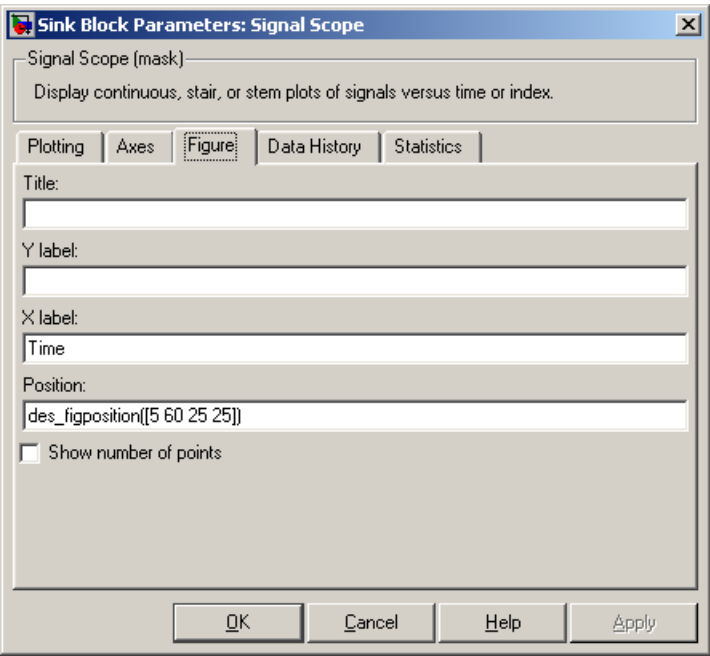 Sink Block Parameters: Signal Scope
Signal Scope (mask)
Display continuous, stair, or stem plots of signals versus time or index.
Plotting Axes Figure Data History Statistics
Title:
Y label:
X label:
Time
Position:
des_figposition([5 60 25 25])
Show number of points
OK Cancel Help Apply